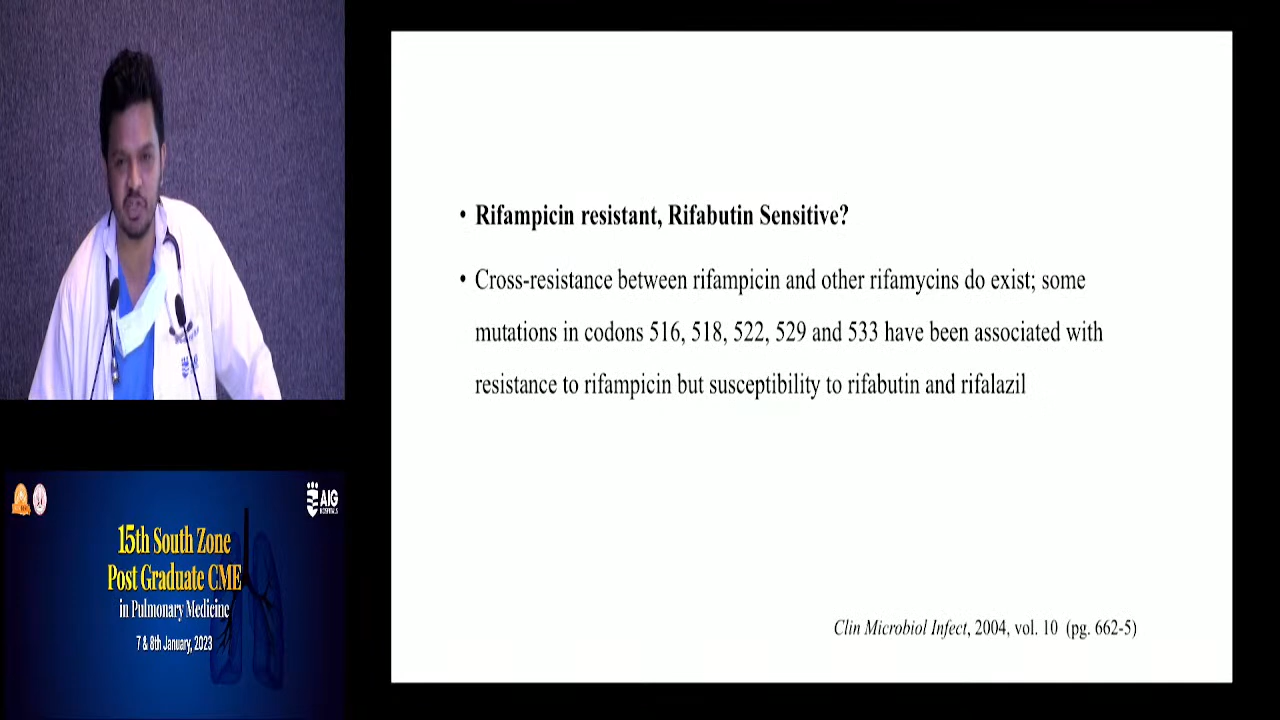 • Rifampicin resistant, Rifabutin Sensitive?
• Cross-resistance between rifampicin and other rifamycins do exist; some
mutations in codons 516, 518, 522, 529 and 533 have been associated with
resistance to rifampicin but susceptibility to rifabutin and rifalazil
Clin Microbiol Infect, 2004, vol. 10 (pg. 662-5)
AIG
HOSPITALS
15th South Zone
Post Graduate CME
in Pulmonary Medicine
7 & 8th January, 2023